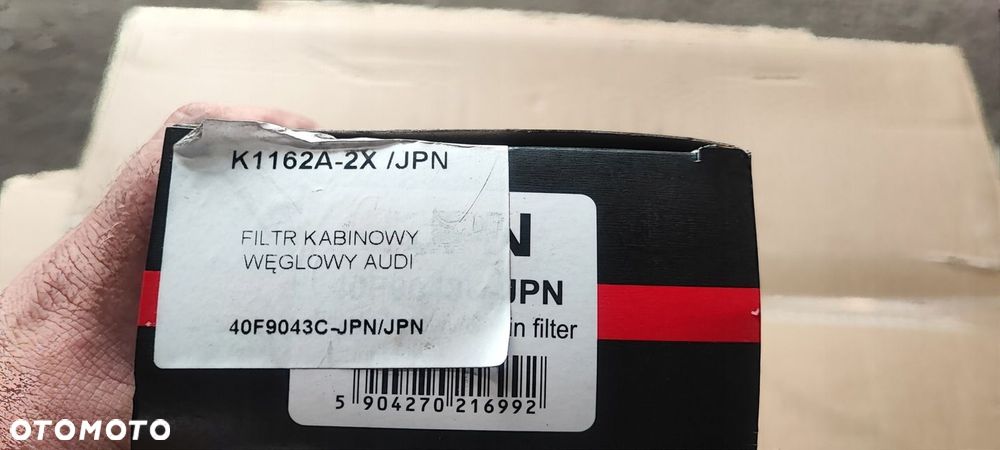 K1162A-2X /JPN
FILTR KABINOWY
WĘGLOWY AUDI
40F9043C-JPN/JPN
N
JPN
in filter
5 904270 216992
OTOMOTO